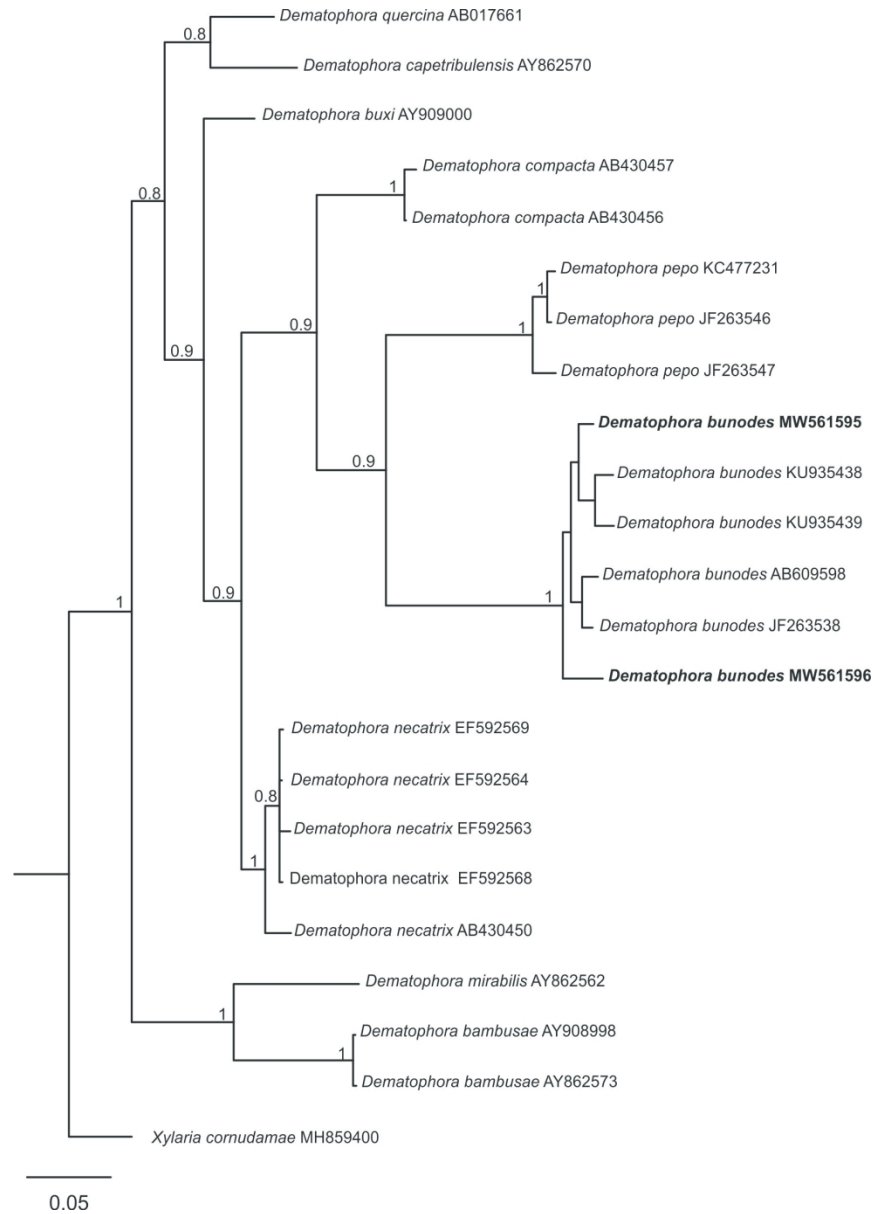 Dematophora quercina AB017661
0.8
Dematophora capetribulensis AY862570
Dematophora buxi AY909000
Dematophora compacta AB430457
1
0.8
Dematophora compacta AB430456
Dematophora pepo KC477231
1
Dematophora pepo JF263546
0.9
1
0.9
Dematophora pepo JF263547
Dematophora bunodes MW561595
0.9
Dematophora bunodes KU935438
Dematophora bunodes KU935439
Dematophora bunodes AB609598
0.9
1
1
Dematophora bunodes JF263538
Dematophora bunodes MW561596
Dematophora necatrix EF592569
Dematophora necatrix EF592564
0.8
Dematophora necatrix EF592563
1
Dematophora necatrix EF592568
Dematophora necatrix AB430450
Dematophora mirabilis AY862562
1
Dematophora bambusae AY908998
1
Dematophora bambusae AY862573
Xylaria cornudamae MH859400
0.05